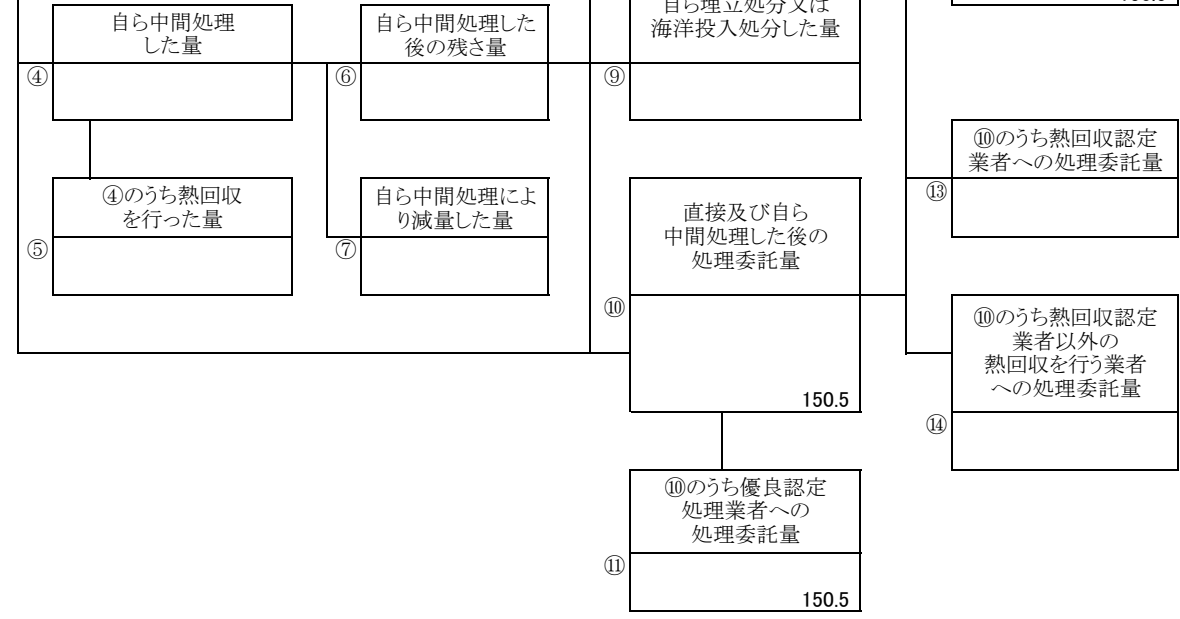 自ら中間処理
した量
④
自ら中間処理した
後の残さ量
⑥
自ら埋立処分又は
海洋投入処分した量
⑨
④のうち熱回収
を行った量
⑤
自ら中間処理によ
り減量した量
⑦
直接及び自ら
中間処理した後の
処理委託量
⑩
150.5
⑩のうち優良認定
処理業者への
処理委託量
⑪
150.5
⑩のうち熱回収認定
業者への処理委託量
⑬
⑩のうち熱回収認定
業者以外の
熱回収を行う業者
への処理委託量
⑭